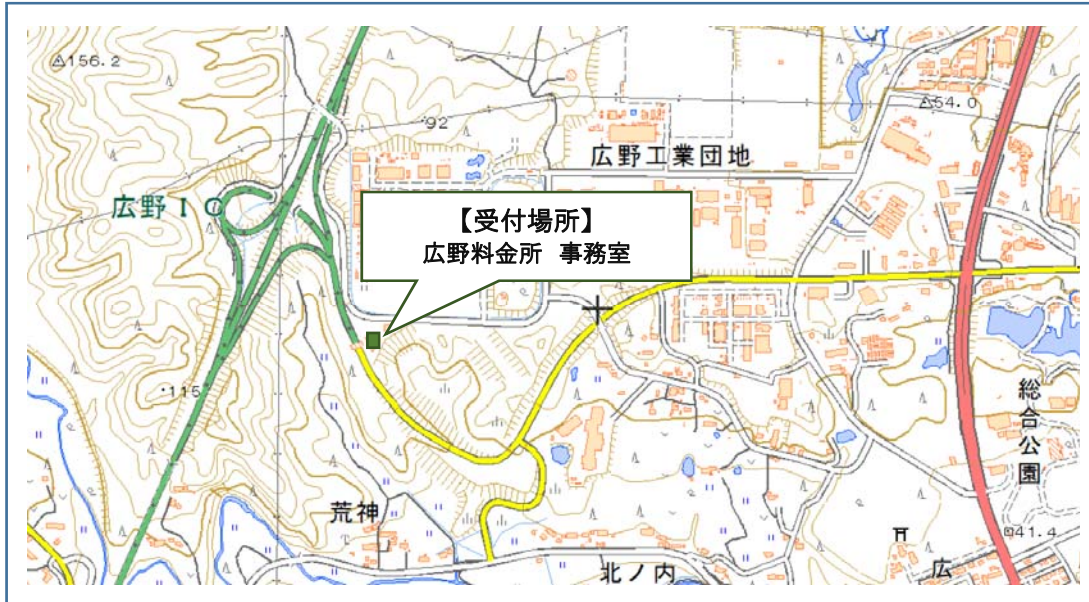 156.2
92
54.0
広野工業団地
広野IC
【受付場所】
広野料金所 事務室
115
総合公園
荒神
41.4
北ノ内
広